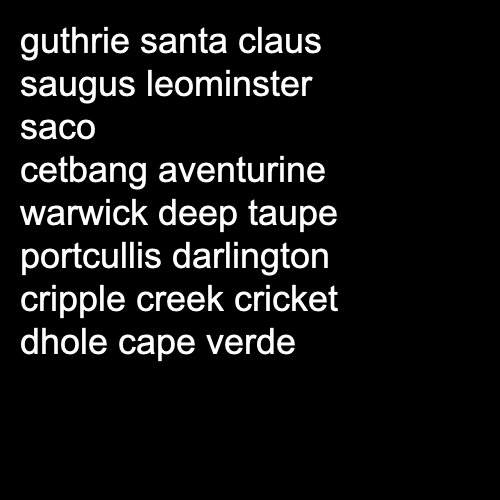 guthrie santa claus
saugus leominster
saco
cetbang aventurine
warwick deep taupe
portcullis darlington
cripple creek cricket
dhole cape verde